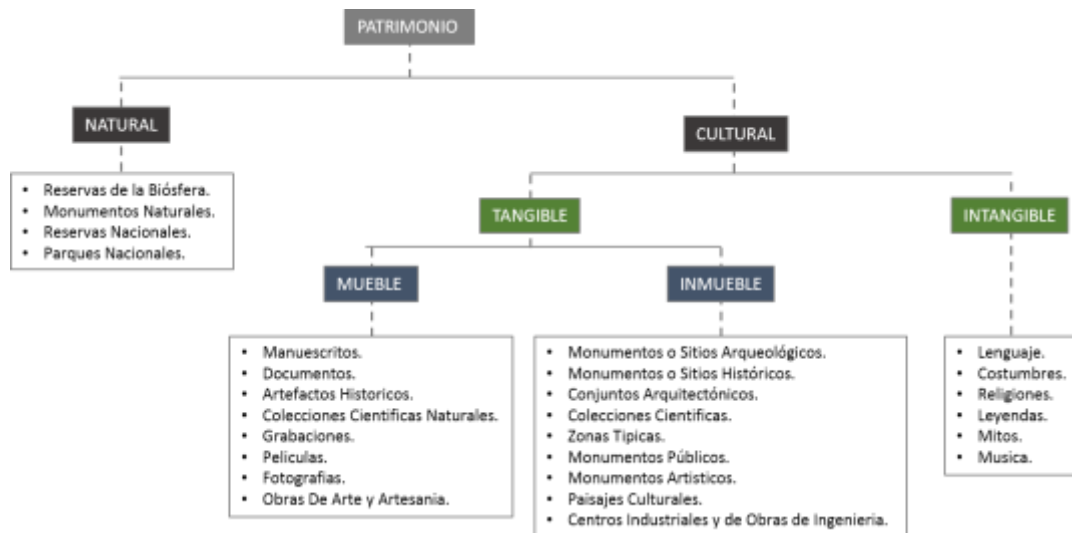 PATRIMONIO
NATURAL
CULTURAL
• Reservas de la Biósfera.
• Monumentos Naturales.
• Reservas Nacionales.
• Parques Nacionales.
TANGIBLE
INTANGIBLE
MUEBLE
INMUEBLE
• Manuescritos.
• Documentos.
• Artefactos Historicos.
• Colecciones Cientificas Naturales.
• Grabaciones.
• Peliculas.
• Fotografias.
• Obras De Arte y Artesania.
• Monumentos o Sitios Arqueológicos.
• Monumentos o Sitios Históricos.
• Conjuntos Arquitectónicos.
• Colecciones Cientificas.
• Zonas Tipicas.
• Monumentos Públicos.
• Monumentos Artisticos.
• Paisajes Culturales.
• Centros Industriales y de Obras de Ingenieria.
• Lenguaje.
• Costumbres.
• Religiones.
• Leyendas.
• Mitos.
• Musica.